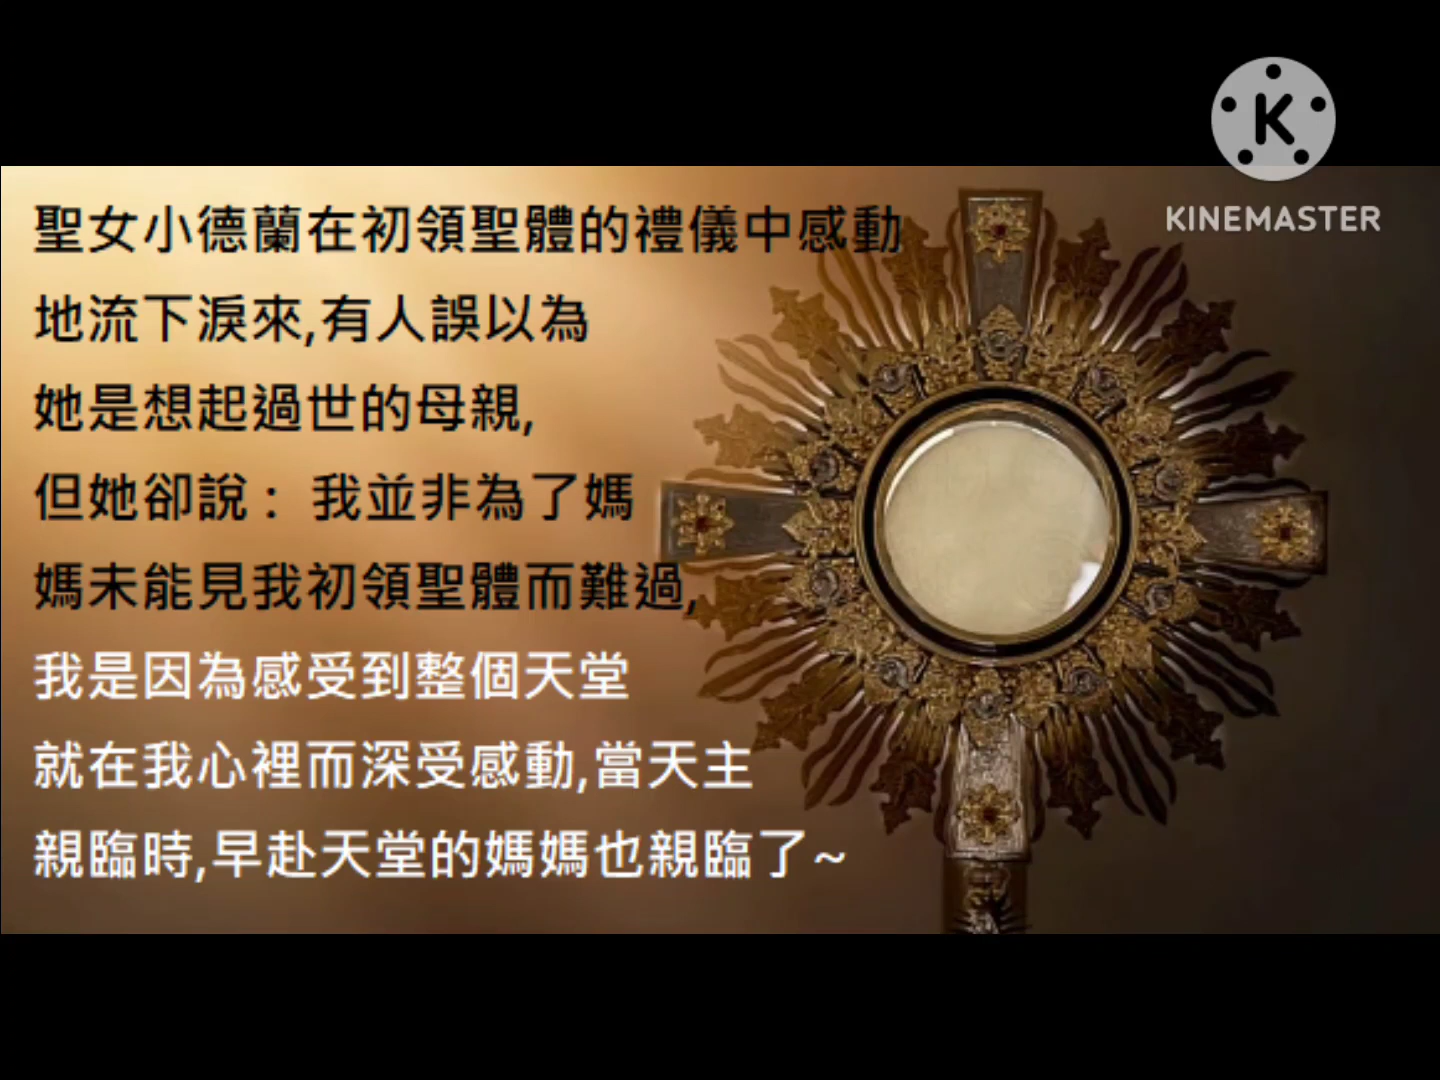 KINEMASTER
聖女小德蘭在初領聖體的禮儀中感動
地流下淚來,有人誤以為
她是想起過世的母親,
但她卻說： 我並非為了媽
媽未能見我初領聖體而難過,
我是因為感受到整個天堂
就在我心裡而深受感動,當天主
親臨時,早赴天堂的媽媽也親臨了~